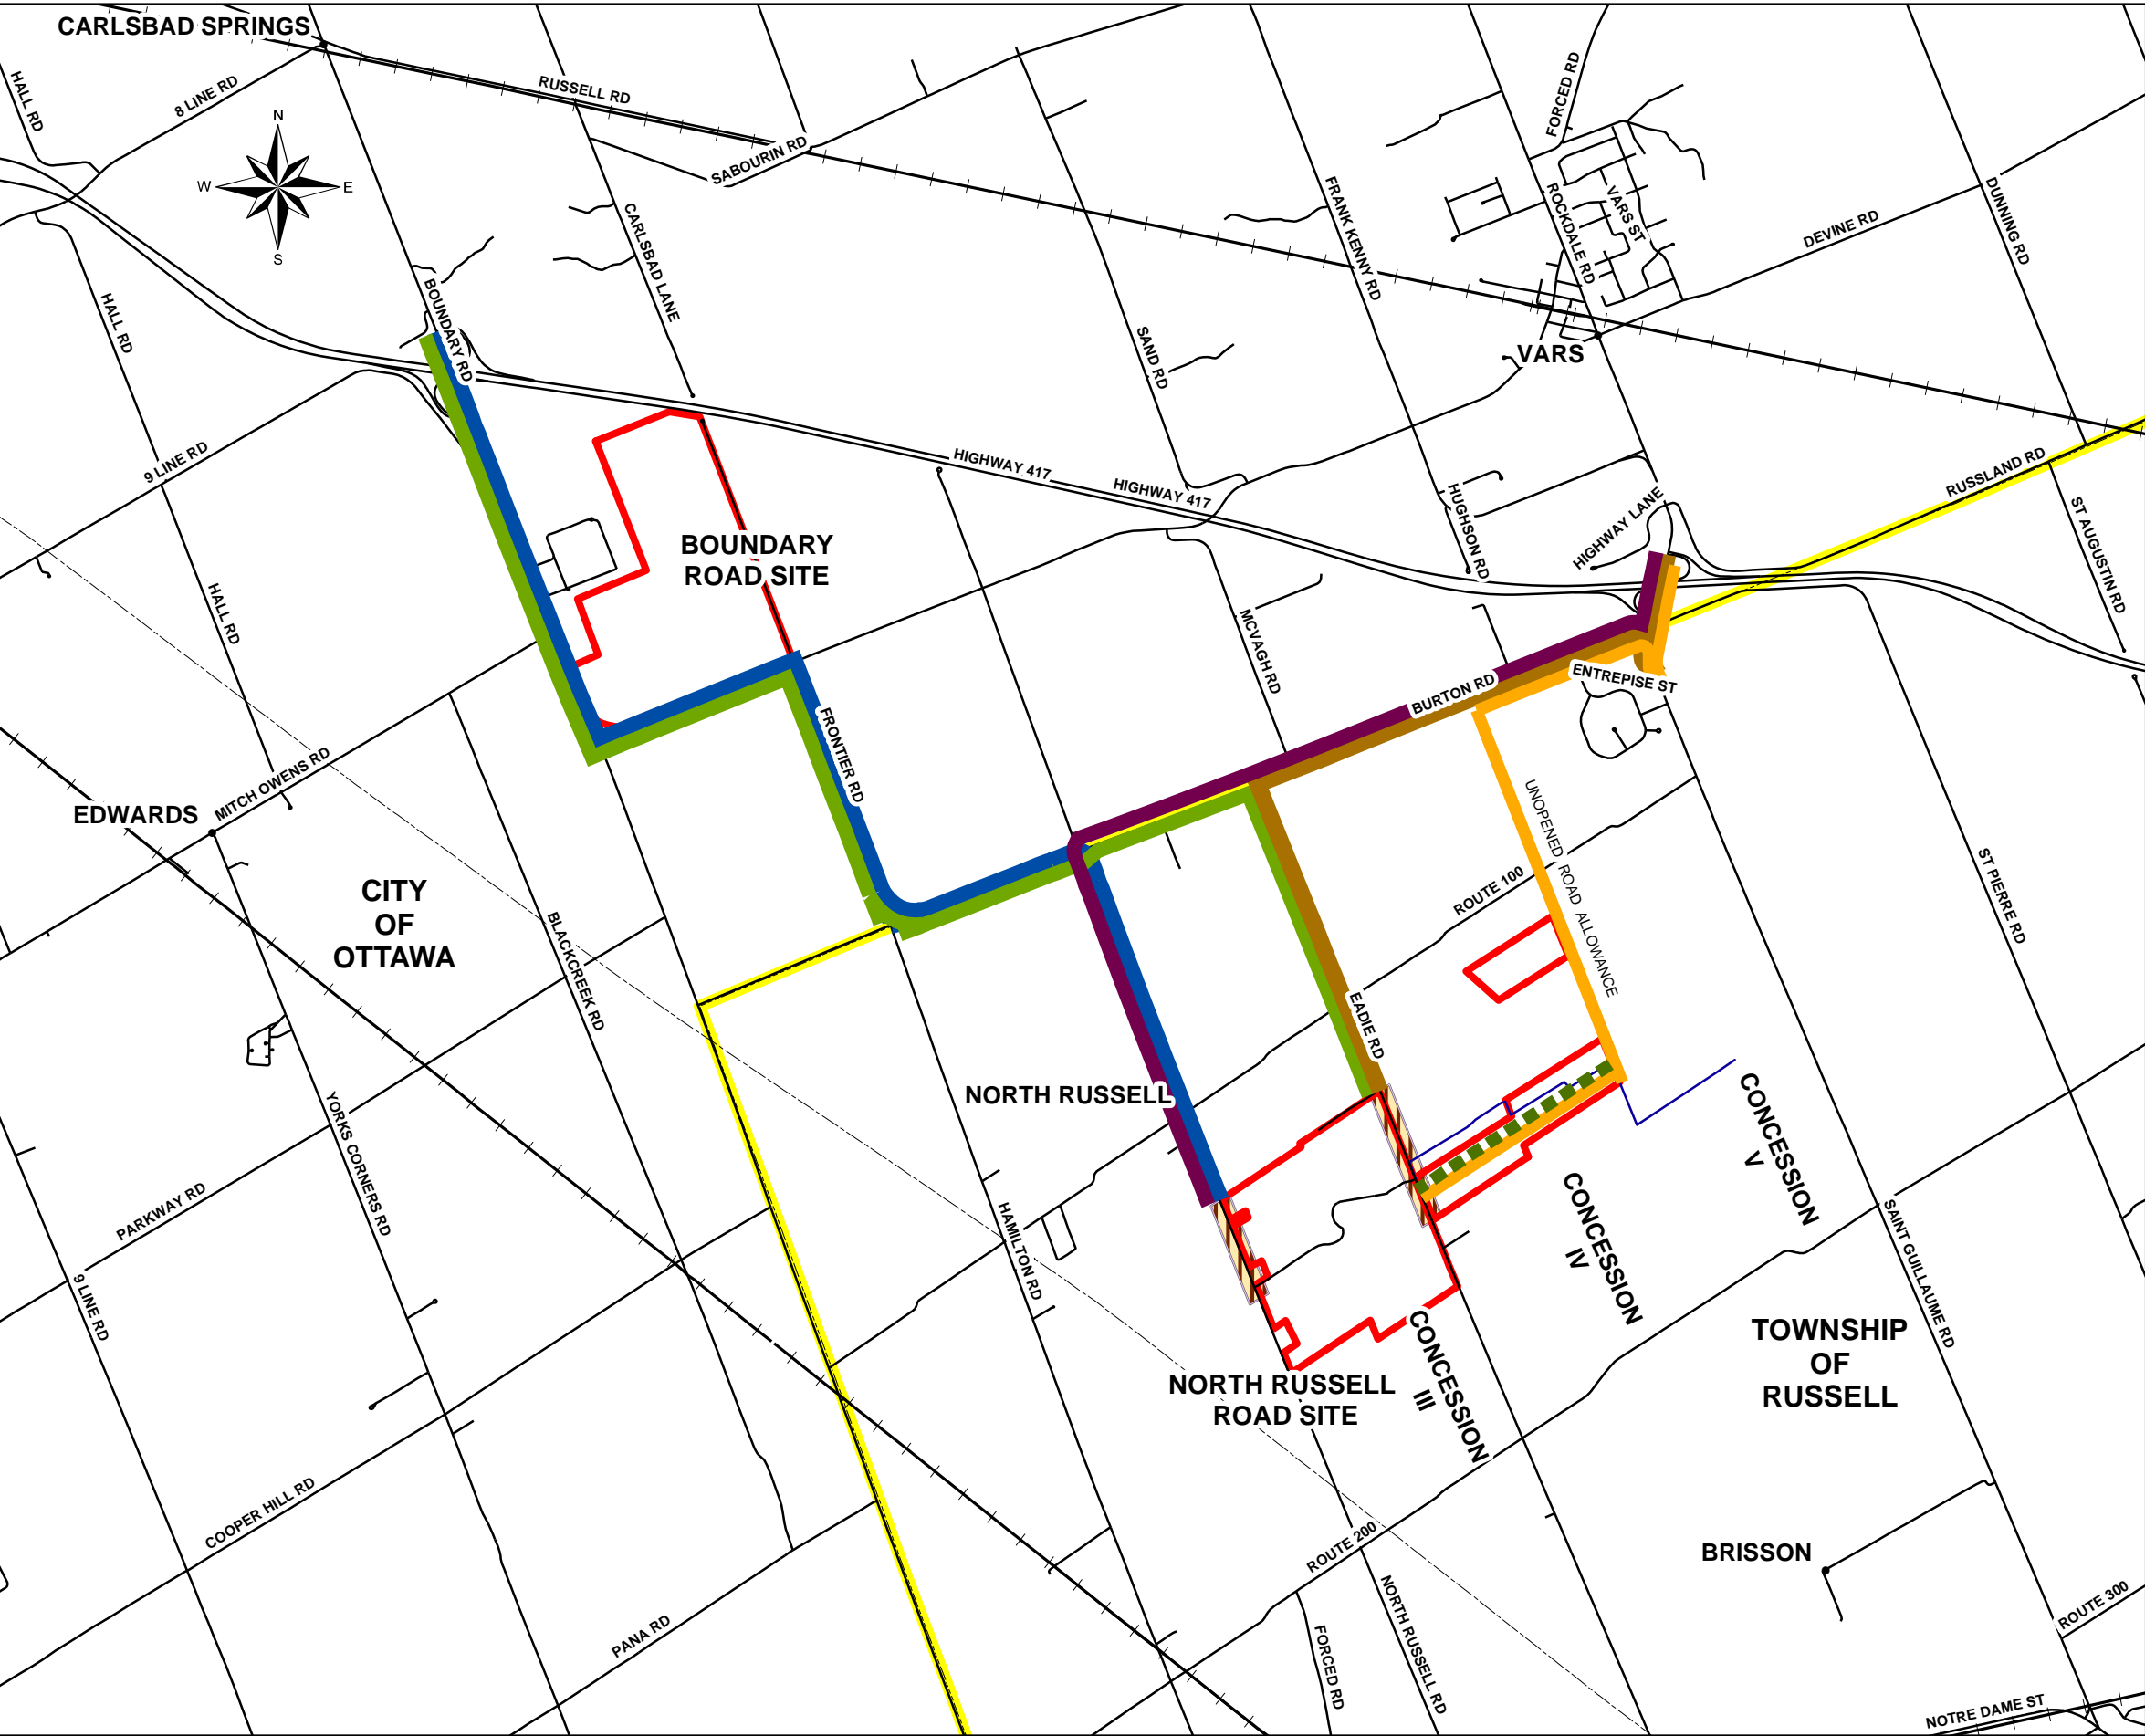 CARLSBAD SPRINGS
HALL RD
8 LINE RD
RUSSELL RD
SABOURIN RD
FORCED RD
N
W
E
S
CARLSBAD LANE
FRANK KENNY RD
ROCKDALE RD
VARS ST
DEVINE RD
DUNNING RD
HALL RD
BOUNDARY RD
SAND RD
VARS
9 LINE RD
HIGHWAY 417
HIGHWAY 417
HUGHSON RD
HIGHWAY LANE
RUSSLAND RD
ST AUGUSTIN RD
BOUNDARY
ROAD SITE
HALL RD
MCVAGH RD
BURTON RD
ENTREPISE ST
FRONTIER RD
MITCH OWENS RD
EDWARDS
UNOPENED ROAD ALLOWANCE
ROUTE 100
ST PIERRE RD
CITY
OF
OTTAWA
BLACKCREEK RD
EADIE RD
NORTH RUSSELL
YORKS CORNERS RD
PARKWAY RD
HAMILTON RD
9 LINE RD
CONCESSION
V
CONCESSION
IV
CONCESSION
III
SAINT GUILLAUME RD
TOWNSHIP
OF
RUSSELL
NORTH RUSSELL
ROAD SITE
COOPER HILL RD
ROUTE 200
BRISSON
PANA RD
FORCED RD
NORTH RUSSELL RD
ROUTE 300
NOTRE DAME ST